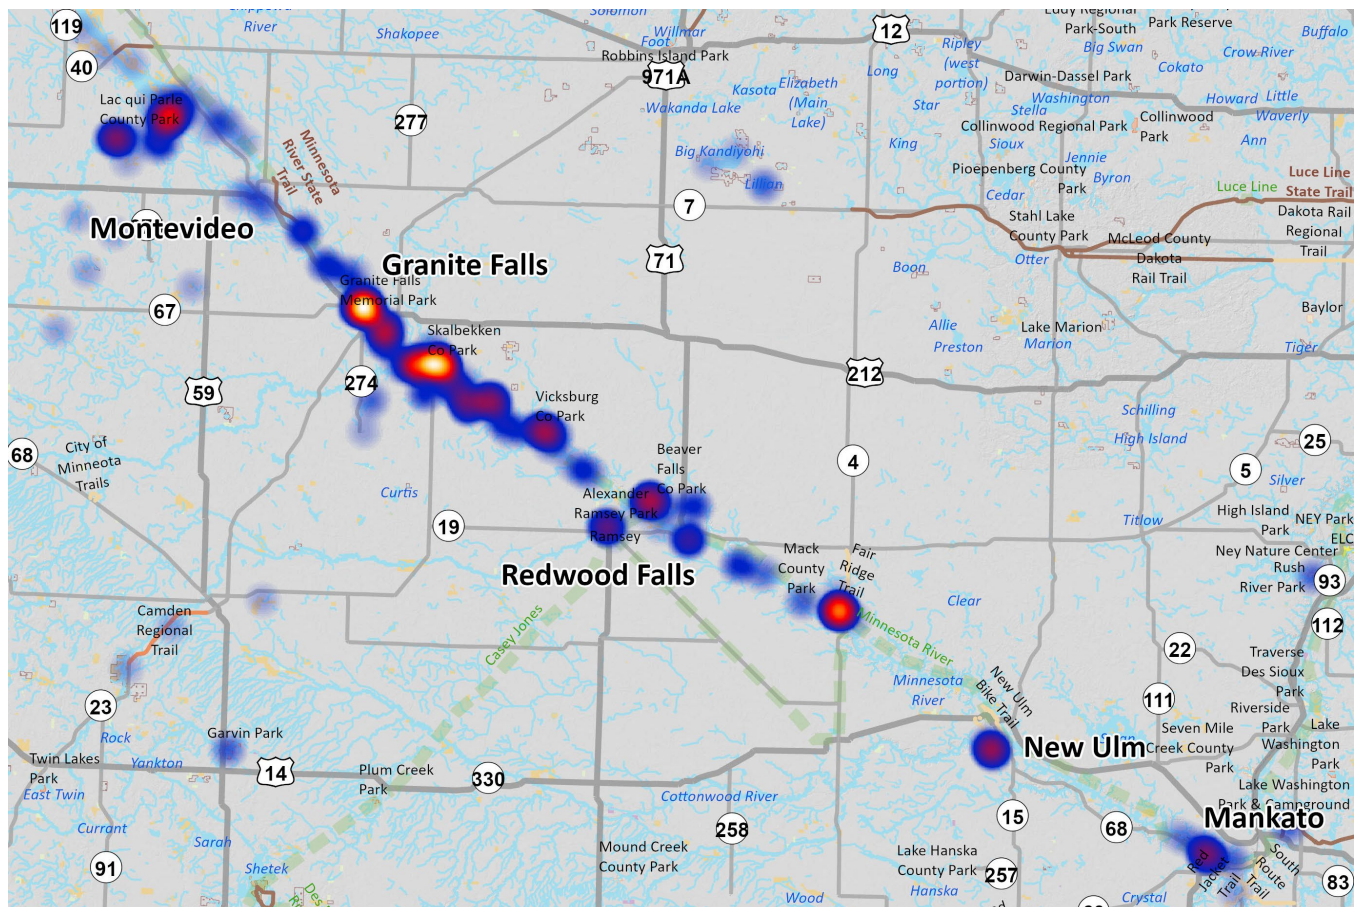 Chippewa
River
Solomon
Willmar
Foot
Robbins Island Park
Shakopee
119
40
277
971A
12
Long
Ripley
(west
portion)
Ludy Regional
Park-South
Park Reserve
Big Swan
Buffalo
Crow River
Cokato
Darwin-Dassel Park
Washington
Stella
Howard
Little
Waverly
Kasota
Elizabeth
(Main
Lake)
Wakanda Lake
Star
Collinwood Regional Park
Collinwood
Park
Sioux
Ann
King
Jennie
Byron
Big Kandiyohi
Lillian
Pioepenberg County
Park
Cedar
Luce Line
Luce Line
State Trail
Lac qui Parle
County Park
Minnesota
River State
Trail
Montevideo
7
Stahl Lake
County Park
McLeod County
Dakota
Rail Trail
Dakota Rail
Regional
Trail
Otter
71
Boon
Granite Falls
Granite Falls
Memorial Park
67
Baylor
Allie
Preston
Lake Marion
Marion
Tiger
Skalbekken
Co Park
212
59
274
Vicksburg
Co Park
Schilling
High Island
City of
Minneota
Trails
68
25
5
4
Silver
Beaver
Falls
Co Park
Curtis
Alexander
Ramsey Park
Ramsey
19
Titlow
High Island
Park
NEY Park
ELC
Ney Nature Center
Rush
River Park
93
Redwood Falls
Mack
County
Park
Fair
Ridge
Trail
Clear
Camden
Regional
Trail
Casey Jones
Minnesota River
112
22
Traverse
Des Sioux
Park
Minnesota
River
New Ulm
Bike Trail
111
23
Riverside
Park
Lake
Washington
Park
Rock
Garvin Park
New Ulm
Swan
Seven Mile
Creek County
Park
Twin Lakes
Park
Yankton
14
Plum Creek
Park
330
East Twin
Cottonwood River
Lake Washington
Park & Campground
Mankato
Currant
Sarah
258
15
68
91
Shetek
Mound Creek
County Park
Lake Hanska
County Park
Hanska
257
Red
Jacket
Trail
South
Route
Trail
83
Wood
Crystal